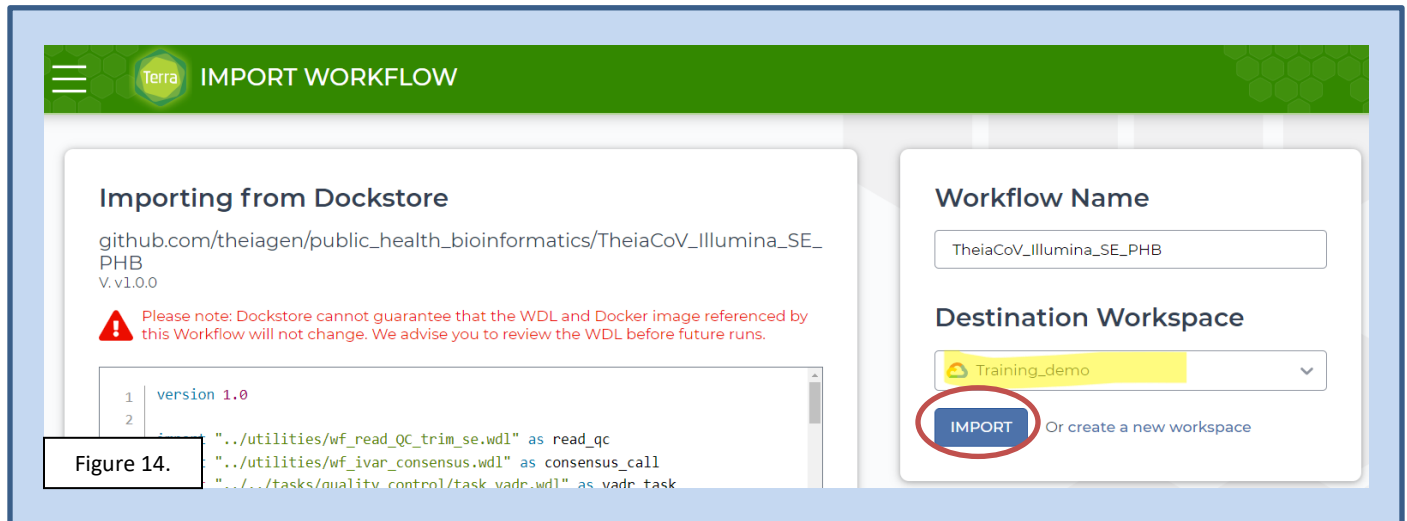 Terra IMPORT WORKFLOW
Importing from Dockstore
github.com/theiagen/public_health_bioinformatics/TheiaCoV_Illumina_SE_
PHB
V. v1.0.0
Please note: Dockstore cannot guarantee that the WDL and Docker image referenced by
this Workflow will not change. We advise you to review the WDL before future runs.
1 version 1.0
2
"../utilities/wf_read_QC_trim_se.wdl" as read_qc
"../utilities/wf_ivar_consensus.wdl" as consensus_call
"../../tasks/quality_control/task_vadr.wdl" as vadr_task
Figure 14.
Workflow Name
TheiaCoV_Illumina_SE_PHB
Destination Workspace
Training_demo
IMPORT Or create a new workspace